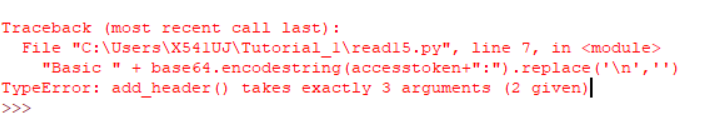 Traceback (most recent call last):
  File "C:\Users\X541UJ\Tutorial_1\read15.py", line 7, in <module>
    "Basic " + base64.encodestring(accesstoken+":").replace('\n','')
TypeError: add_header() takes exactly 3 arguments (2 given)
>>>